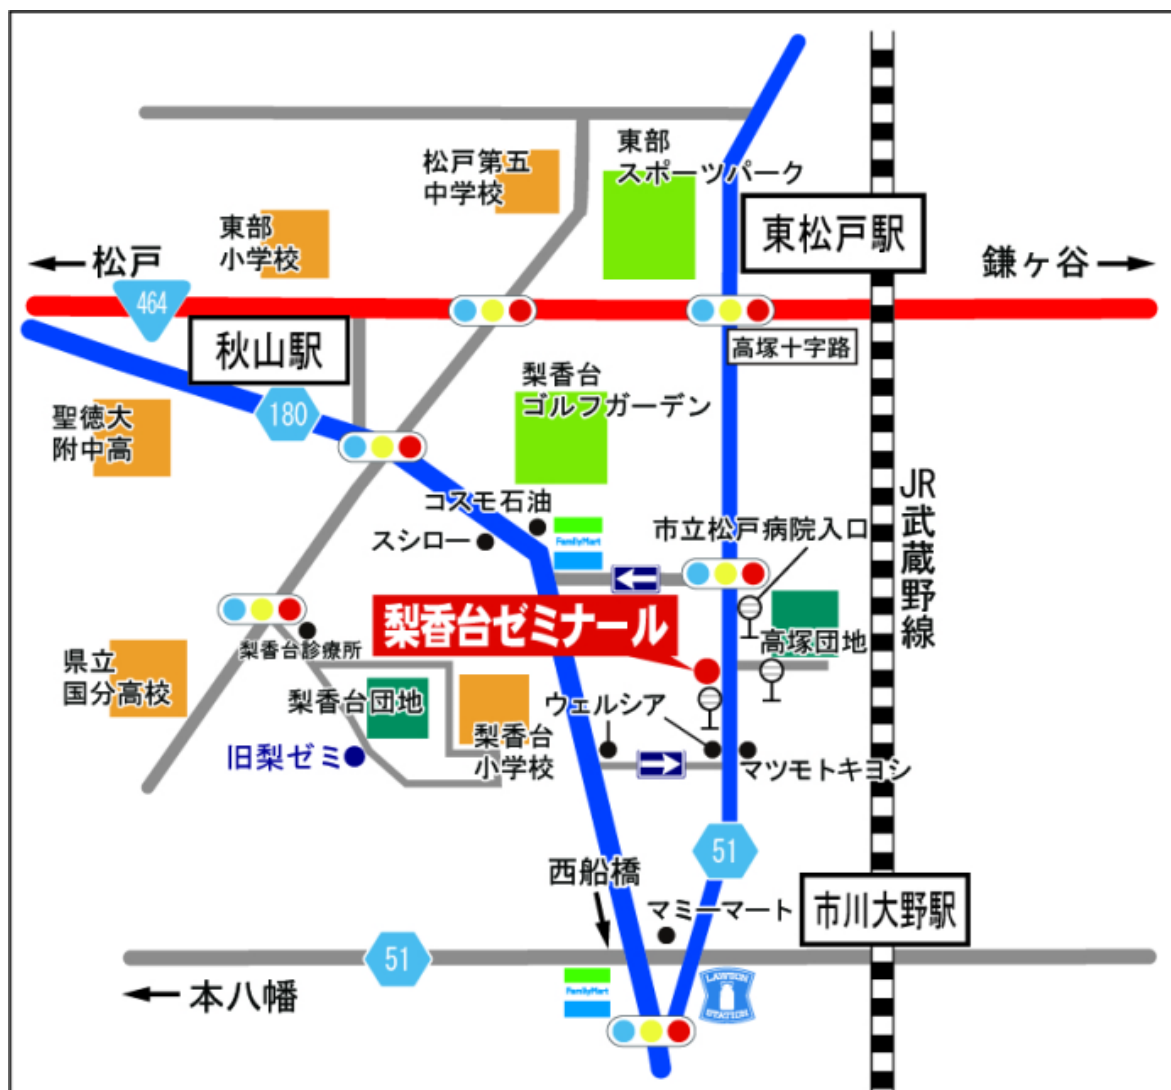 東部
スポーツパーク
松戸第五
中学校
東部
小学校
東松戸駅
松戸
鎌ヶ谷
464
秋山駅
高塚十字路
梨香台
ゴルフガーデン
180
聖徳大
附中高
JR武蔵野線
コスモ石油
スシロー
FamilyMart
市立松戸病院入口
梨香台ゼミナール
高塚団地
梨香台診療所
県立
国分高校
梨香台団地
ウェルシア
梨香台
小学校
旧梨ゼミ
マツモトキヨシ
51
西船橋
マミーマート
市川大野駅
51
本八幡
FamilyMart
LAWSON
STATION